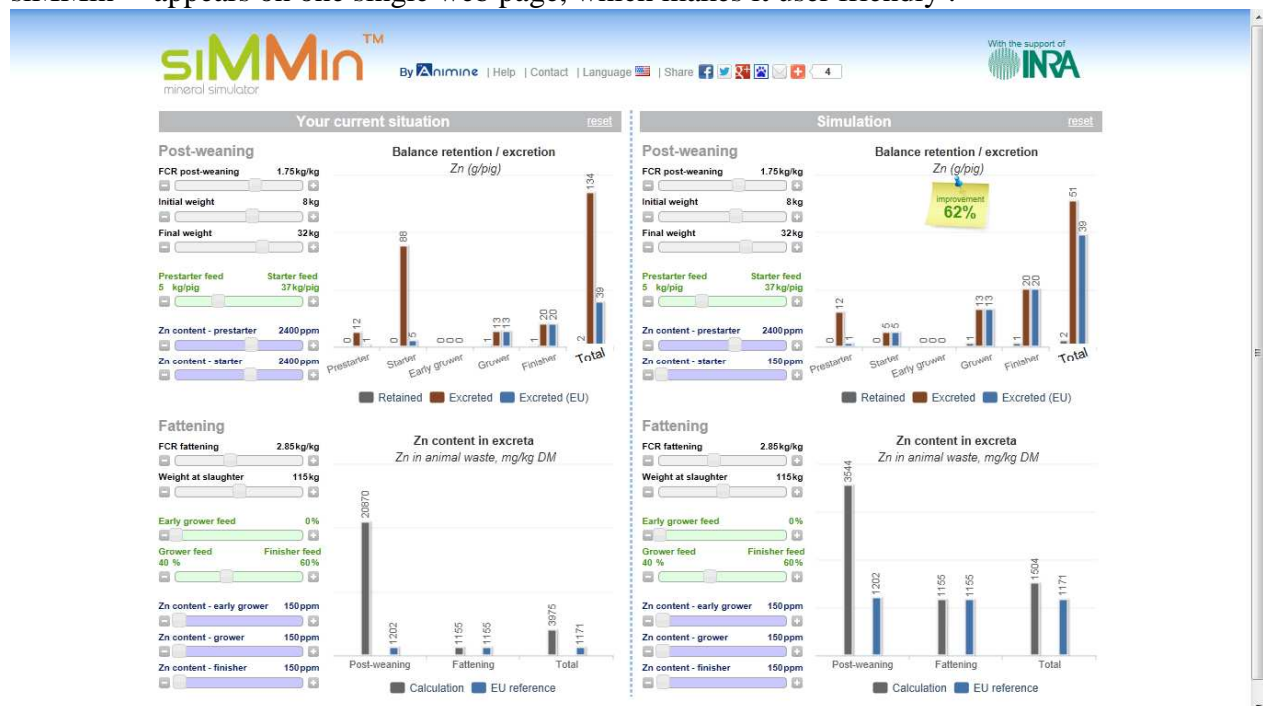 siMMin™ appears on one single web page, which makes it user friendly :
siMMin™
mineral simulator
By Animine | Help | Contact | Language | Share 4
With the support of
INRA
Your current situation reset
Post-weaning
FCR post-weaning 1.75kg/kg
Initial weight 8kg
Final weight 32kg
Prestarter feed Starter feed
5 kg/pig 37kg/pig
Zn content - prestarter 2400ppm
Zn content - starter 2400ppm
Balance retention / excretion
Zn (g/pig)
0 12 1
0 88 5
0 0 0
1 13 13
1 20 20
2 134 39
Prestarter Starter Early grower Grower Finisher Total
Retained Excreted Excreted (EU)
Fattening
FCR fattening 2.85kg/kg
Weight at slaughter 115kg
Early grower feed 0%
Grower feed Finisher feed
40 % 60%
Zn content - early grower 150ppm
Zn content - grower 150ppm
Zn content - finisher 150ppm
Zn content in excreta
Zn in animal waste, mg/kg DM
20870 1202
1155 1155
3975 1171
Post-weaning Fattening Total
Calculation EU reference
Simulation reset
Post-weaning
FCR post-weaning 1.75kg/kg
Initial weight 8kg
Final weight 32kg
Prestarter feed Starter feed
5 kg/pig 37kg/pig
Zn content - prestarter 2400ppm
Zn content - starter 150ppm
Balance retention / excretion
Zn (g/pig)
improvement
62%
0 12 1
0 5 5
0 0 0
1 13 13
1 20 20
2 51 39
Prestarter Starter Early grower Grower Finisher Total
Retained Excreted Excreted (EU)
Fattening
FCR fattening 2.85kg/kg
Weight at slaughter 115kg
Early grower feed 0%
Grower feed Finisher feed
40 % 60%
Zn content - early grower 150ppm
Zn content - grower 150ppm
Zn content - finisher 150ppm
Zn content in excreta
Zn in animal waste, mg/kg DM
3544 1202
1155 1155
1504 1171
Post-weaning Fattening Total
Calculation EU reference